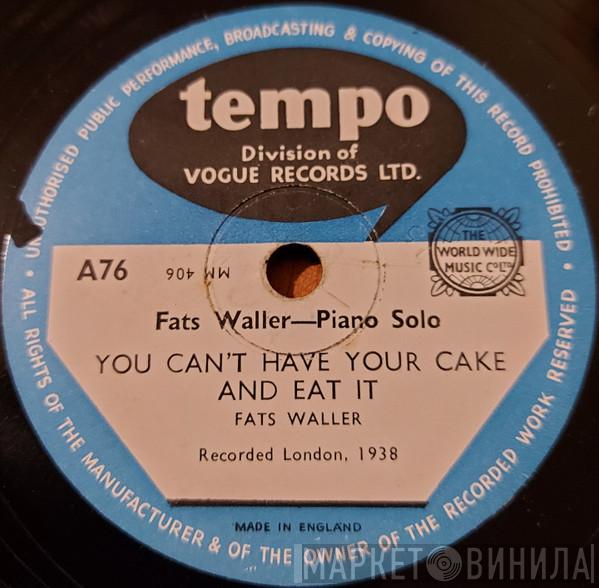 UNAUTHORISED PUBLIC PERFORMANCE, BROADCASTING & COPYING OF THIS RECORD PROHIBITED •
tempo
Division of
VOGUE RECORDS LTD.
THE
WORLD WIDE
MUSIC Co LTD
A76
MM 406
Fats Waller—Piano Solo
YOU CAN'T HAVE YOUR CAKE
AND EAT IT
FATS WALLER
Recorded London, 1938
MADE IN ENGLAND
• ALL RIGHTS OF THE MANUFACTURER & OF THE OWNER OF THE RECORDED WORK RESERVED •
МАРКЕТ ВИНИЛА